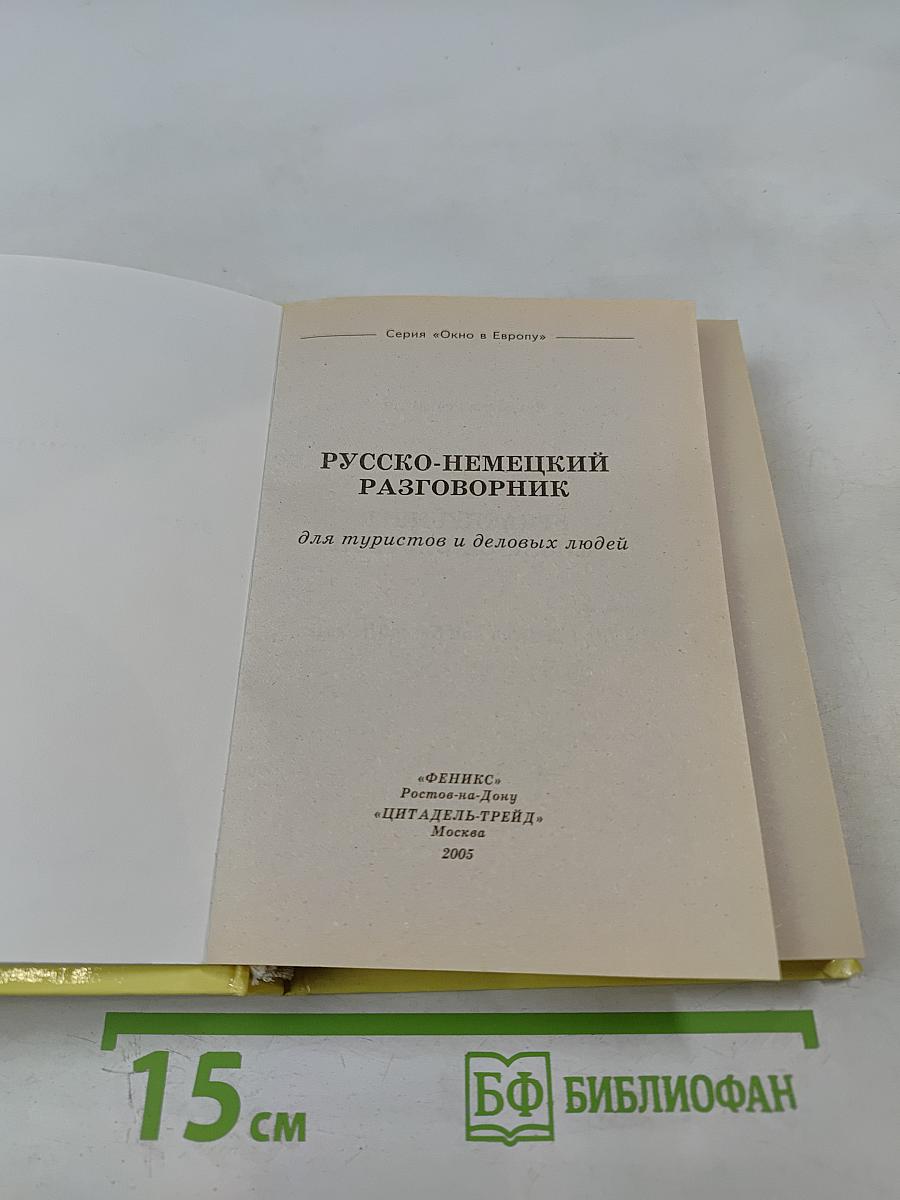 Серия «Окно в Европу»
РУССКО-НЕМЕЦКИЙ
РАЗГОВОРНИК
для туристов и деловых людей
«ФЕНИКС»
Ростов-на-Дону
«ЦИТАДЕЛЬ-ТРЕЙД»
Москва
2005
15 см
БФ БИБЛИОФАН